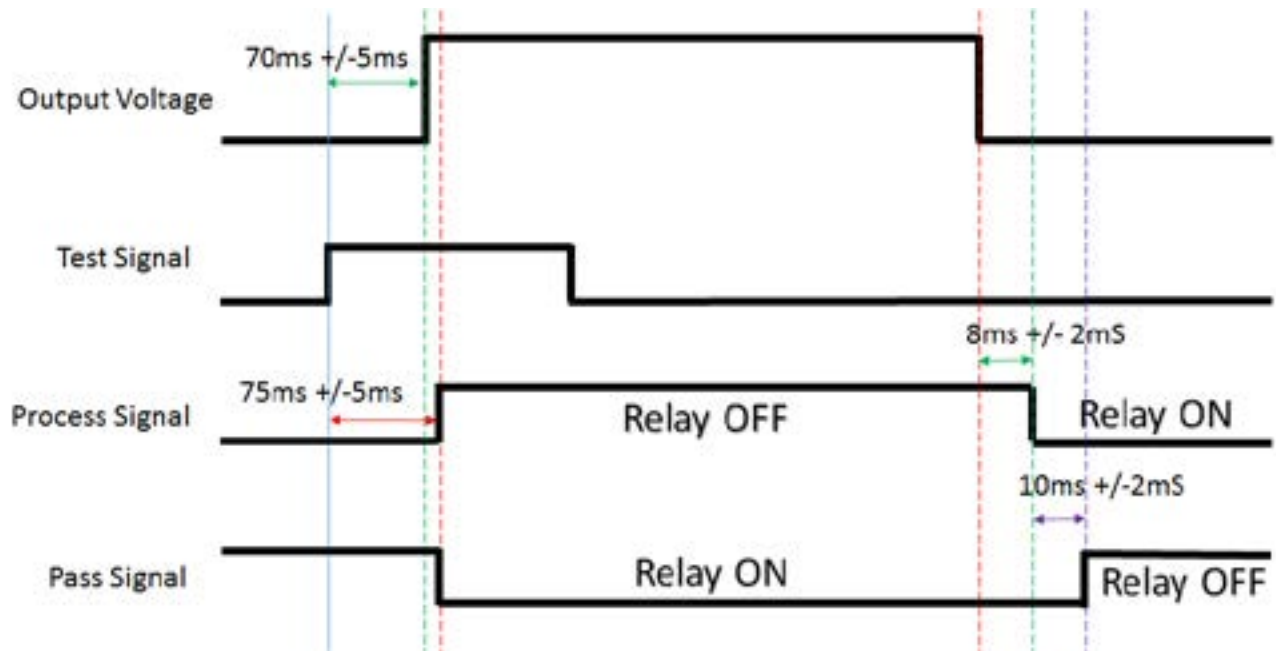 70ms +/-5ms
Output Voltage
Test Signal
8ms +/- 2mS
75ms +/-5ms
Process Signal
Relay OFF
Relay ON
10ms +/-2mS
Pass Signal
Relay ON
Relay OFF